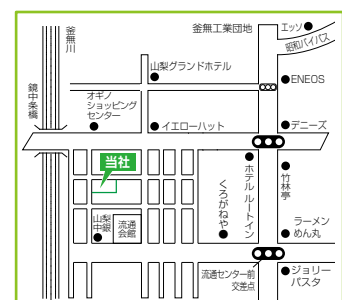 釜無川
鏡中条橋
釜無工業団地
エッソ
昭和バイパス
山梨グランドホテル
ENEOS
オギノ
ショッピング
センター
イエローハット
デニーズ
当社
ホテル ルートイン
竹林亭
くろがねや
山梨
中銀
流通
会館
ラーメン
めん丸
流通センター前
交差点
ジョリー
パスタ